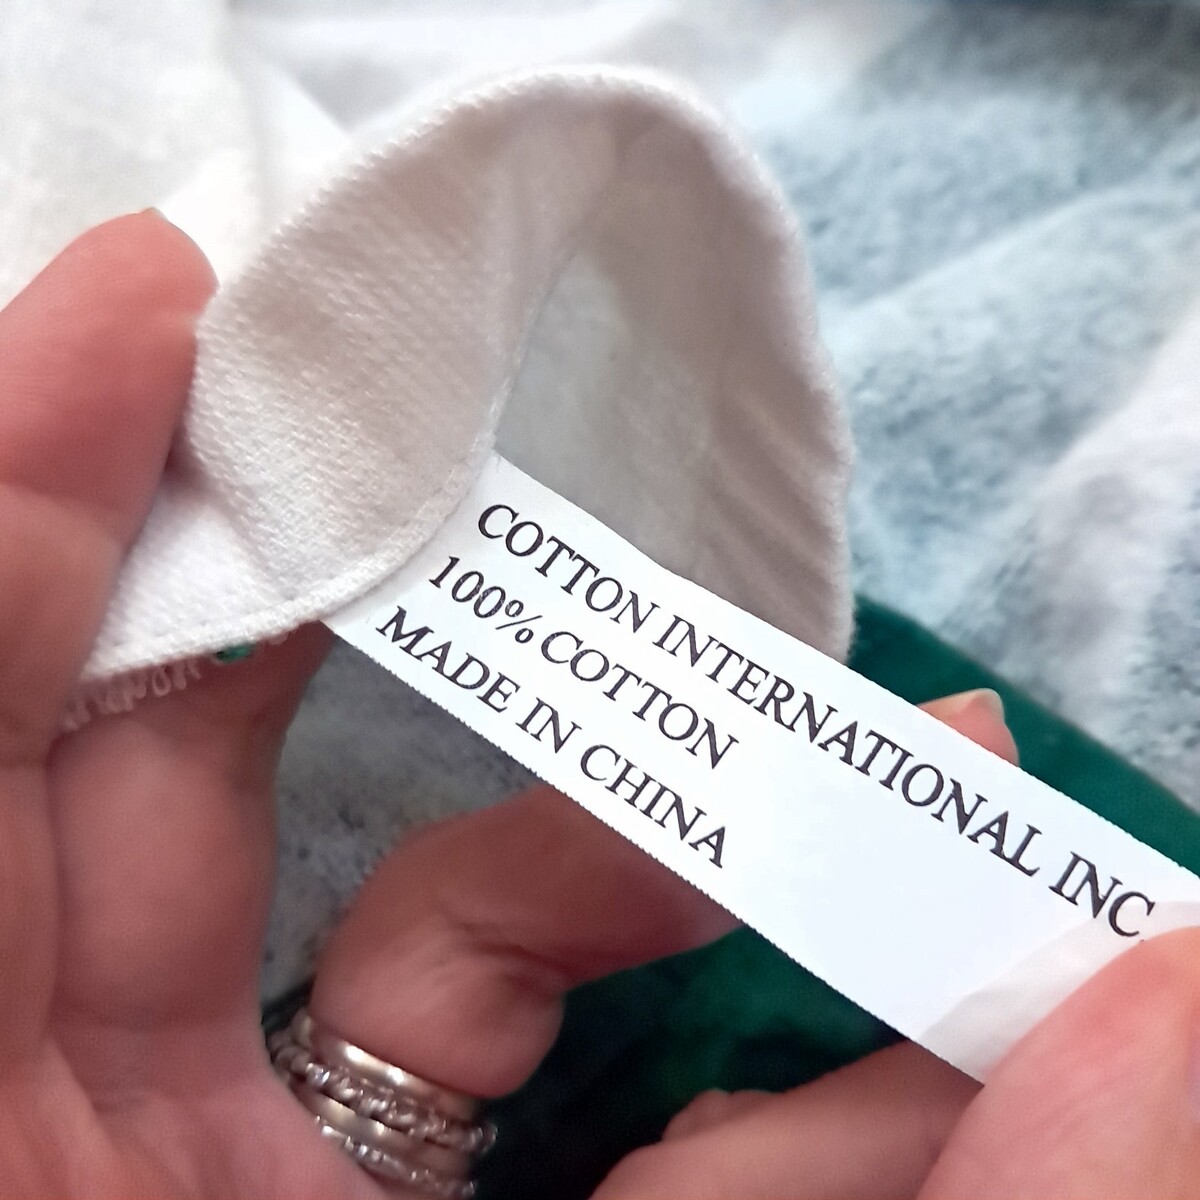 COTTON INTERNATIONAL INC.
100% COTTON
MADE IN CHINA